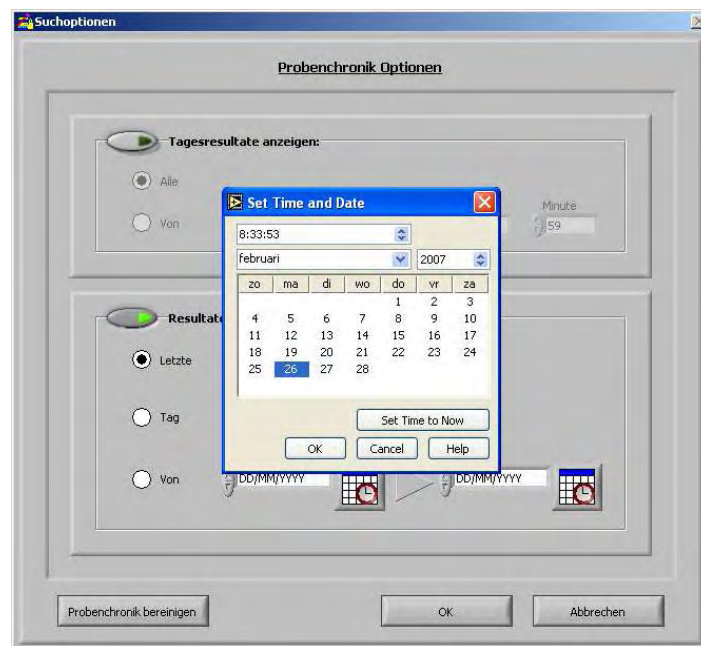 Suchoptionen
Probenchronik Optionen
Tagesresultate anzeigen:
Alle
Von
Minute
59
Set Time and Date
8:33:53
februari 2007
zo ma di wo do vr za
1 2 3
4 5 6 7 8 9 10
11 12 13 14 15 16 17
18 19 20 21 22 23 24
25 26 27 28
Set Time to Now
OK Cancel Help
Letzte
Tag
Von DD/MM/YYYY DD/MM/YYYY
Probenchronik bereinigen OK Abbrechen